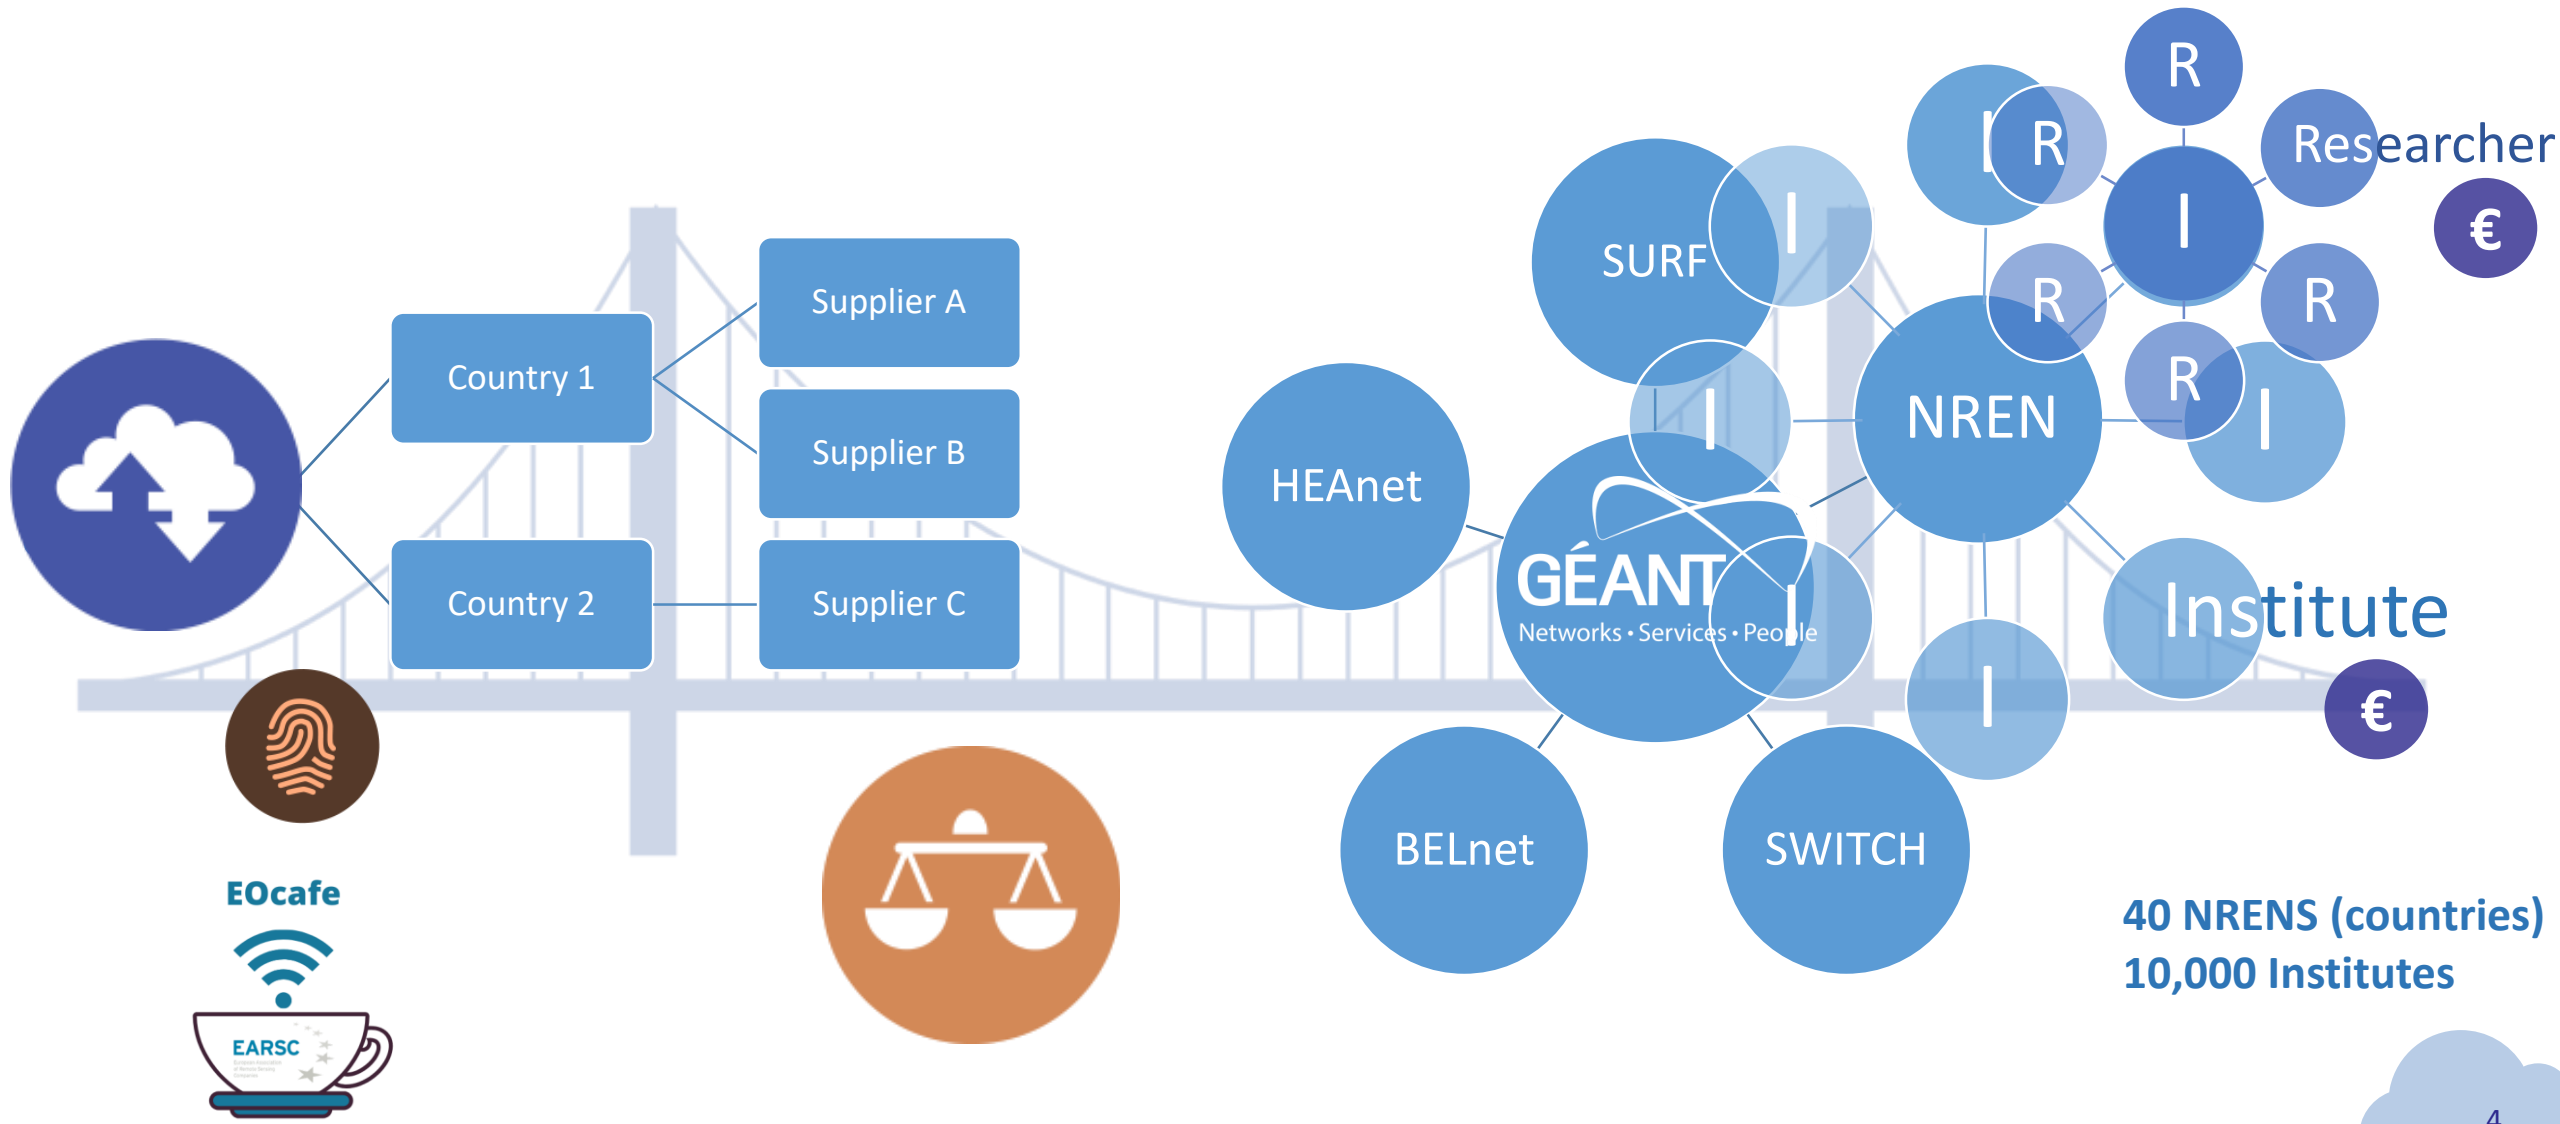 Country 1
Country 2
Supplier A
Supplier B
Supplier C
EOcafe
EARSC
SURF
HEAnet
GÉANT
Networks • Services • People
BELnet
SWITCH
NREN
I
I
I
I
I
I
I
R
R
R
R
R
Researcher
€
Institute
€
40 NRENS (countries)
10,000 Institutes
4